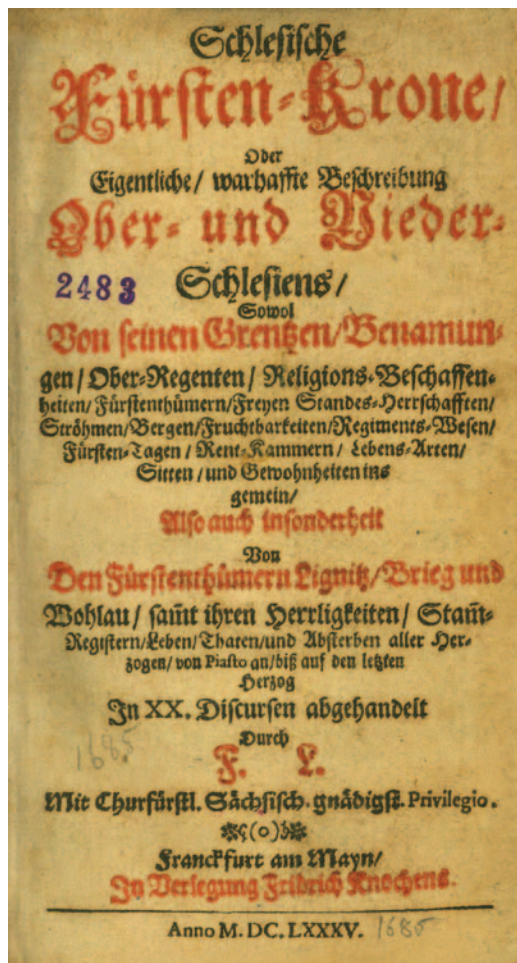 Schlesische
Fürsten-Krone/
Oder
Eigentliche/ warhaffte Beschreibung
Ober- und Nieder-
2483
Schlesiens/
Sowol
Von seinen Grentzen/Benamun-
gen/Ober-Regenten/Religions-Beschaffen-
heiten/Fürstenthümern/Freyen Standes-Herrschafften/
Ströhmen/Bergen/Fruchtbarkeiten/Regiments-Wesen/
Fürsten-Tagen/Rent-Kammern/Lebens-Arten/
Sitten/und Gewohnheiten ins
gemein/
Also auch insonderheit
Von
Den Fürstenthümern Lignitz/Brieg und
Wohlau/ sam̃t ihren Herrligkeiten/ Stam̃-
Registern/Leben/Thaten/und Absterben aller Her-
zogen/von Piasto an/biß auf den letzten
Herzog
In XX. Discursen abgehandelt
Durch
1685
F. L.
Mit Churfürstl. Sächsisch. gnädigst. Privilegio.
(o)
Franckfurt am Mayn/
In Verlegung Fridrich Knochens.
Anno M. DC. LXXXV. 1685